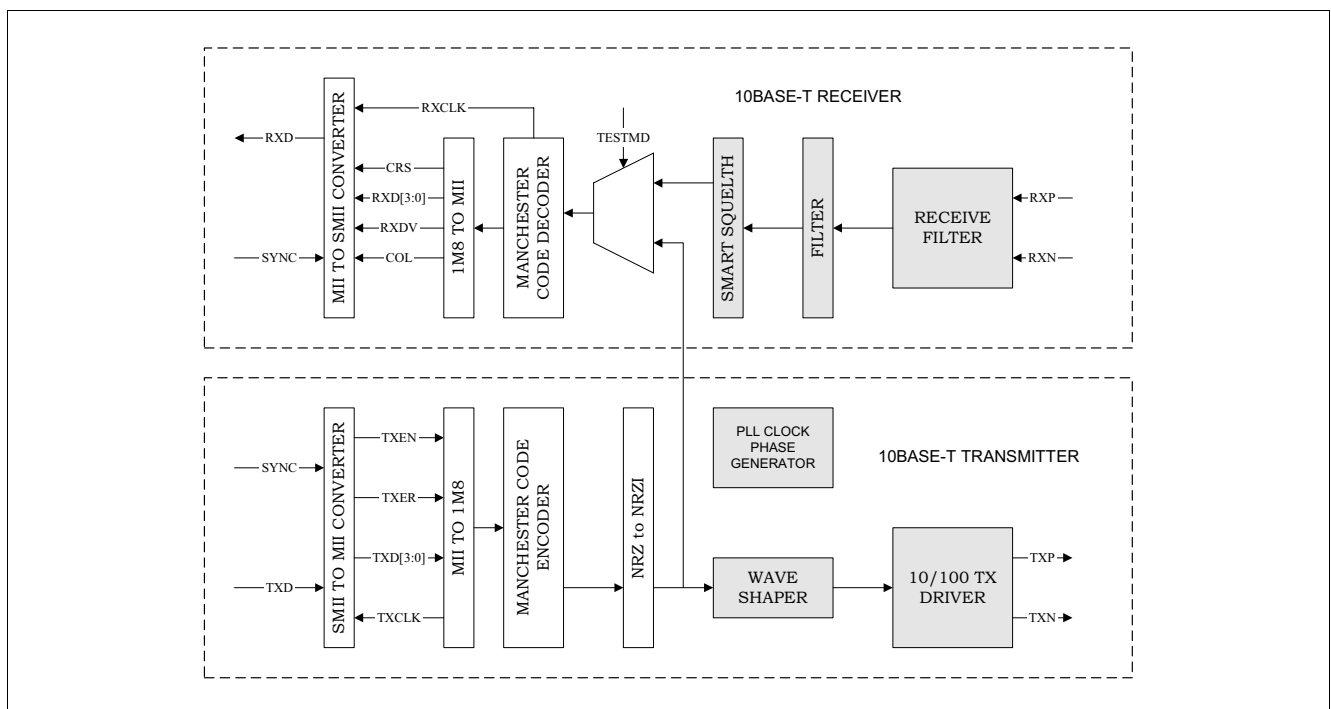 10BASE-T RECEIVER
MII TO SMII CONVERTER
RXD
SYNC
RXCLK
CRS
RXD[3:0]
RXDV
COL
1M8 TO MII
MANCHESTER
CODE DECODER
TESTMD
SMART SQUELTH
FILTER
RECEIVE
FILTER
RXP
RXN
SMII TO MII CONVERTER
SYNC
TXD
TXEN
TXER
TXD[3:0]
TXCLK
MII TO 1M8
MANCHESTER CODE
ENCODER
NRZ to NRZI
PLL CLOCK
PHASE
GENERATOR
10BASE-T TRANSMITTER
WAVE
SHAPER
10/100 TX
DRIVER
TXP
TXN